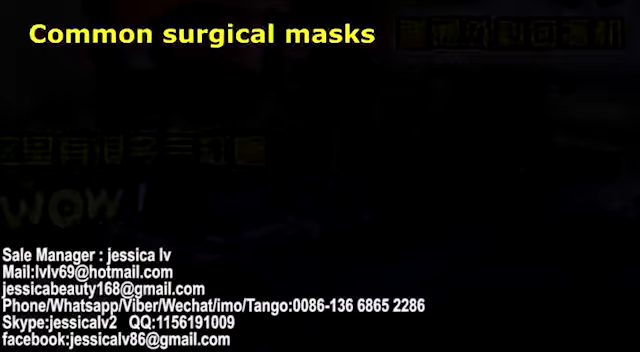 Common surgical masks
WOW!
Sale Manager : jessica lv
Mail:lvlv69@hotmail.com
jessicabeauty168@gmail.com
Phone/Whatsapp/Viber/Wechat/imo/Tango:0086-136 6865 2286
Skype:jessicalv2 QQ:1156191009
facebook:jessicalv86@gmail.com